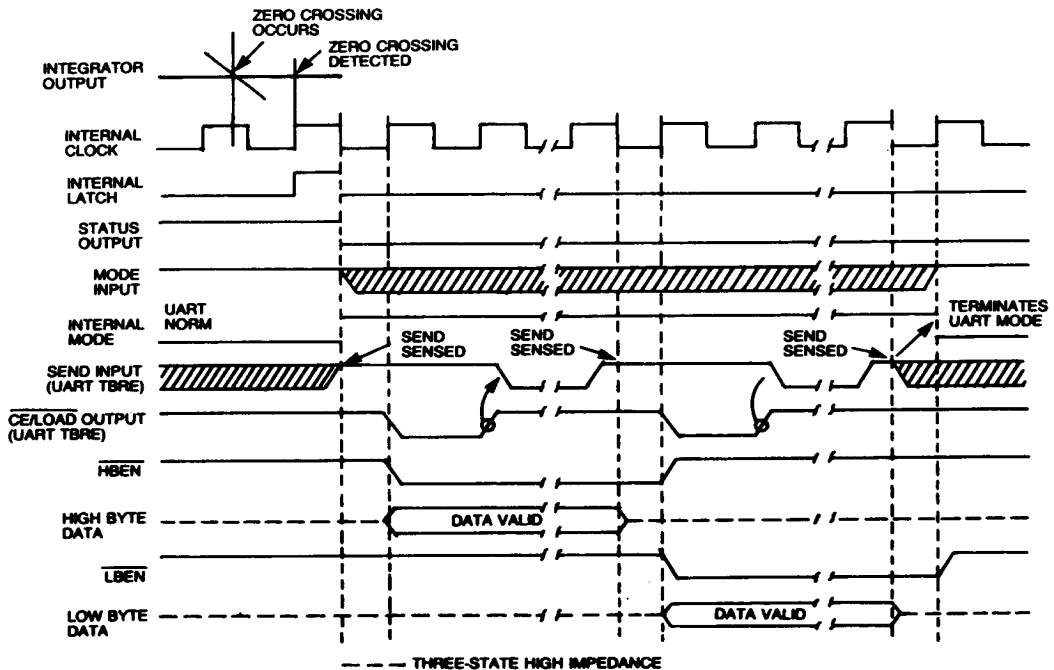 ZERO CROSSING
OCCURS
ZERO CROSSING
DETECTED
INTEGRATOR
OUTPUT
INTERNAL
CLOCK
INTERNAL
LATCH
STATUS
OUTPUT
MODE
INPUT
INTERNAL
MODE
UART
NORM
TERMINATES
UART MODE
SEND
SENSED
SEND
SENSED
SEND
SENSED
SEND INPUT
(UART TBRE)
CE/LOAD OUTPUT
(UART TBRE)
HBEN
HIGH BYTE
DATA
DATA VALID
LBEN
LOW BYTE
DATA
DATA VALID
THREE-STATE HIGH IMPEDANCE